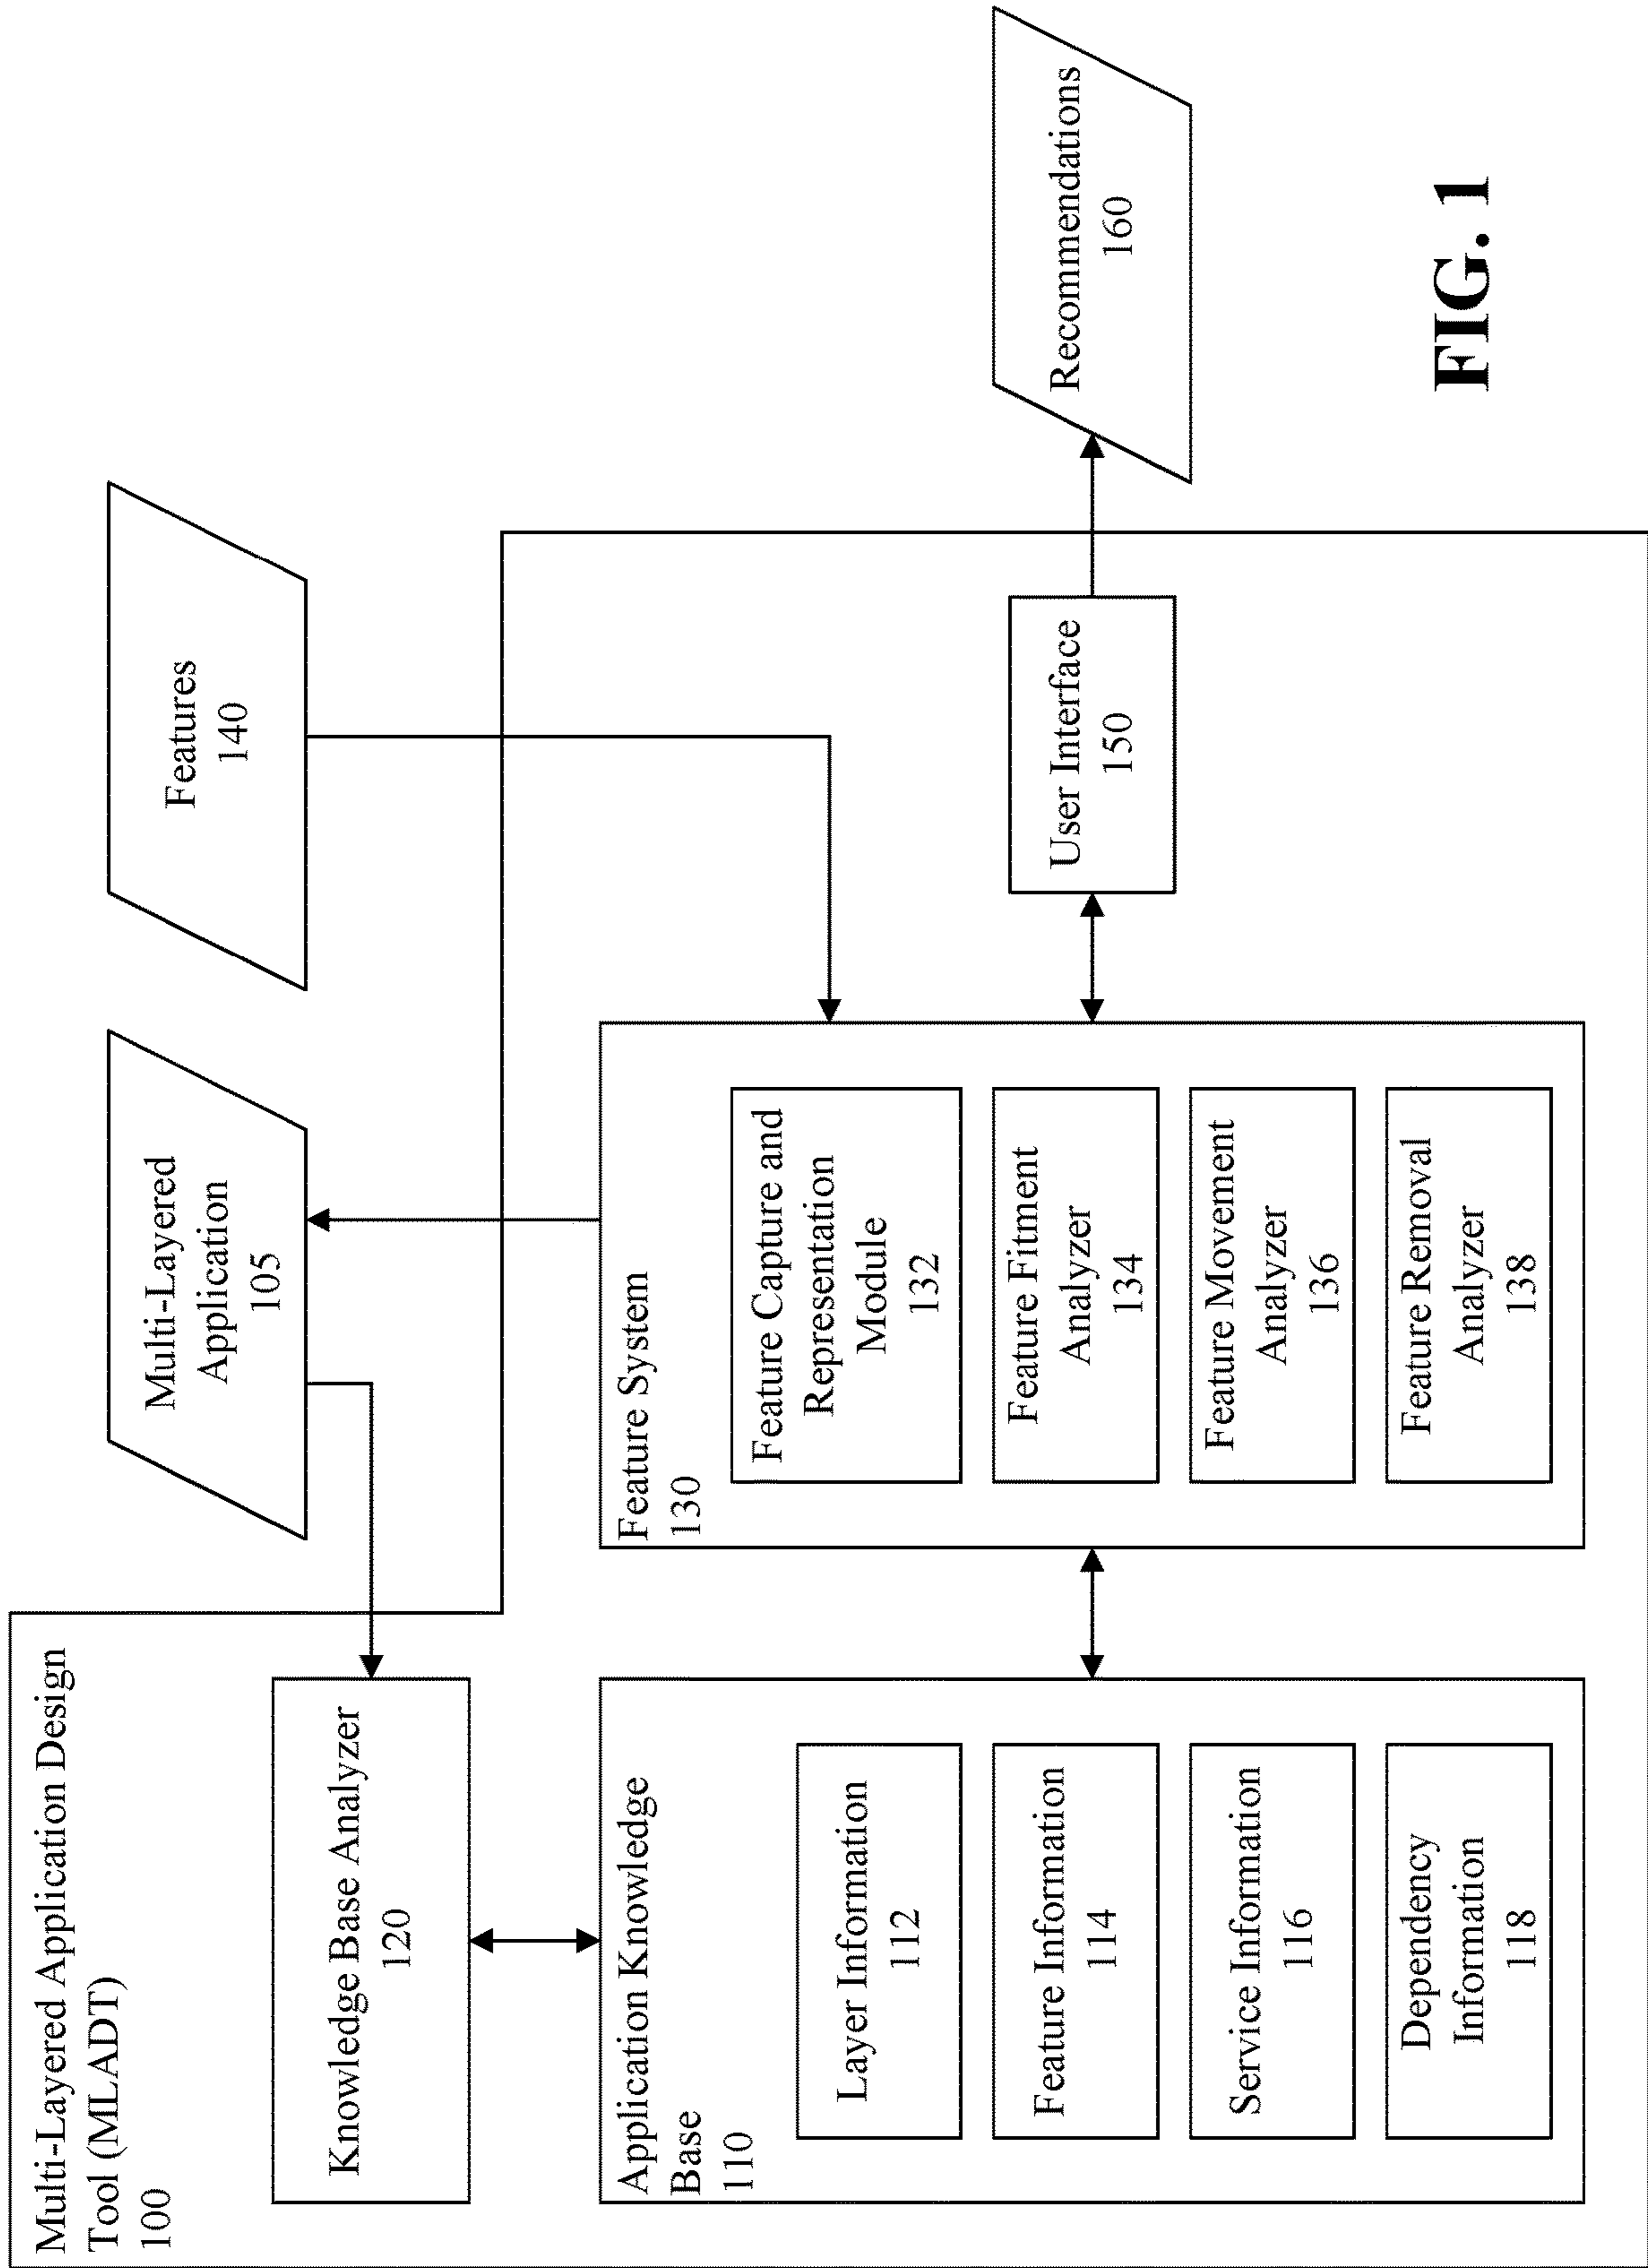 Multi-Layered Application Design
Tool (MLADT)
100
Knowledge Base Analyzer
120
Application Knowledge
Base
110
Layer Information
112
Feature Information
114
Service Information
116
Dependency
Information
118
Multi-Layered
Application
105
Features
140
Feature System
130
Feature Capture and
Representation
Module
132
Feature Fitment
Analyzer
134
Feature Movement
Analyzer
136
Feature Removal
Analyzer
138
User Interface
150
Recommendations
160
FIG. 1